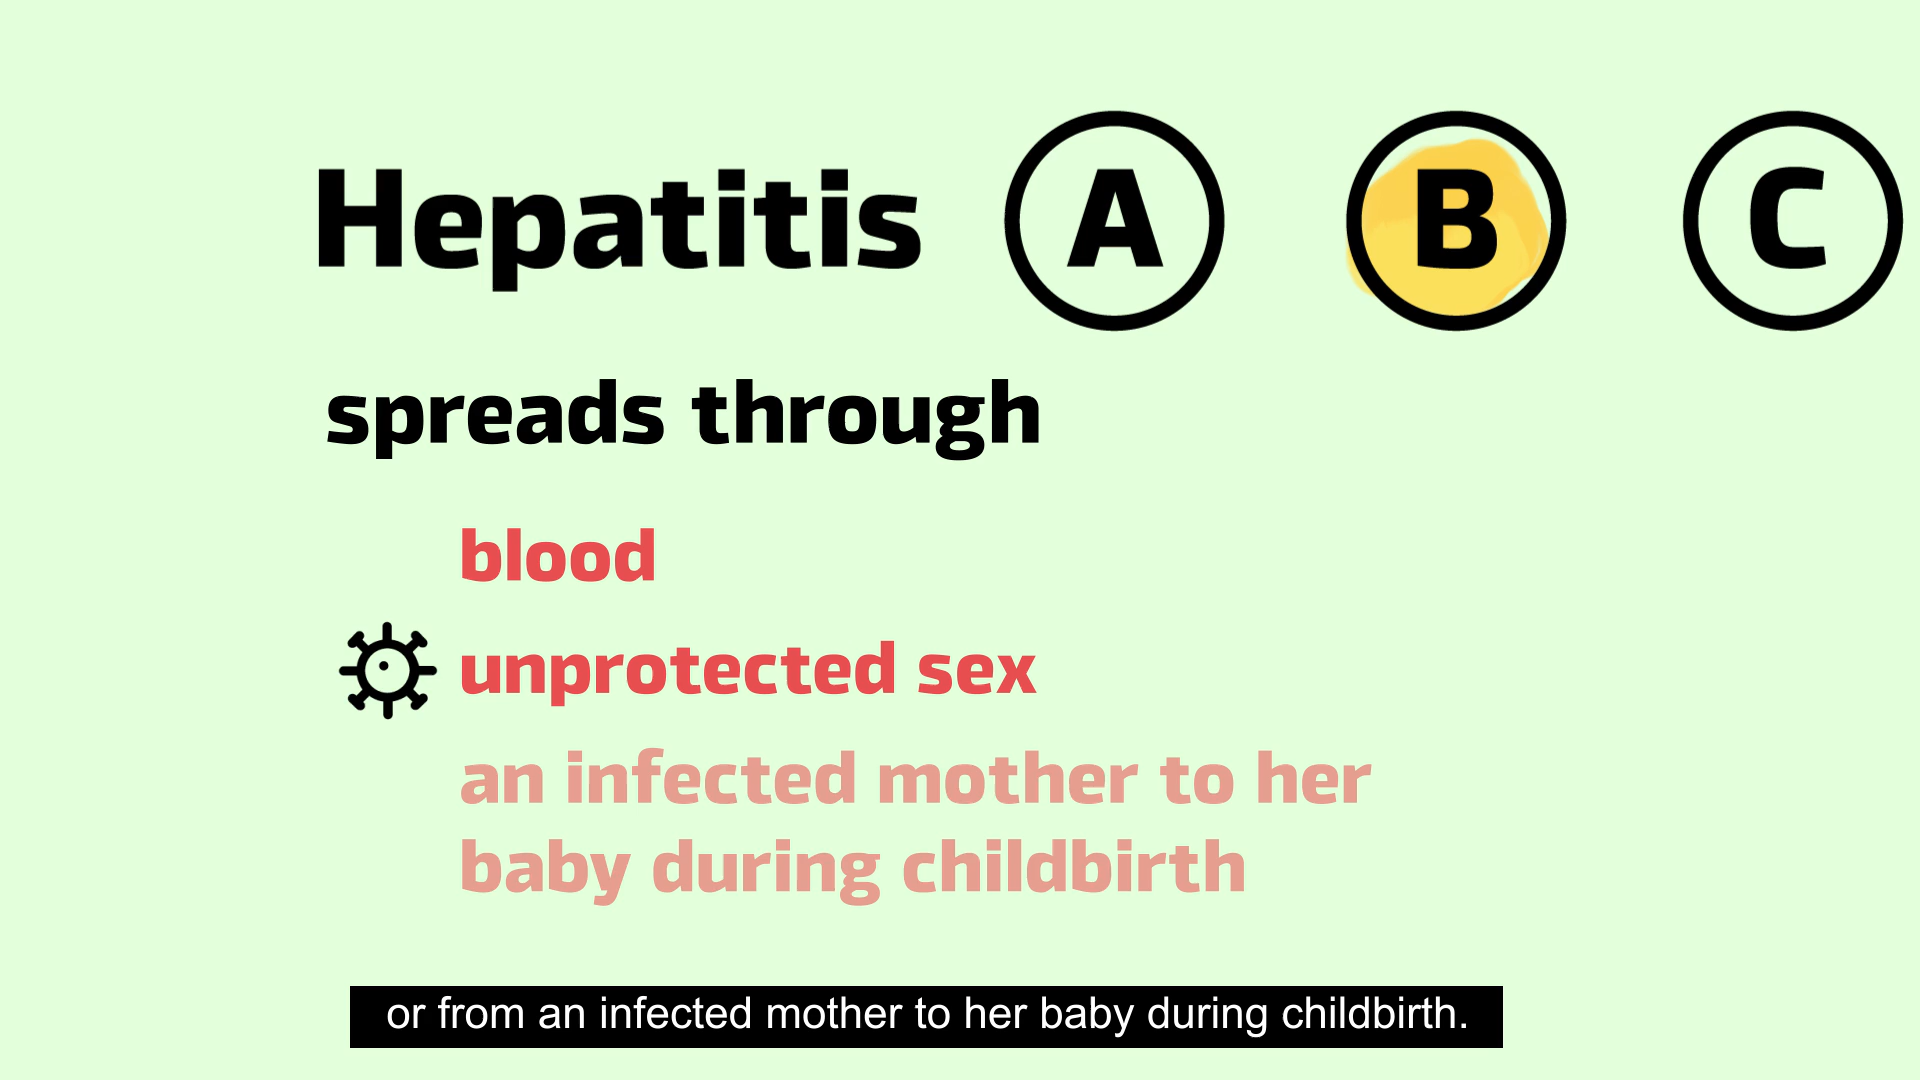 Hepatitis A B C
spreads through
blood
unprotected sex
an infected mother to her
baby during childbirth
or from an infected mother to her baby during childbirth.